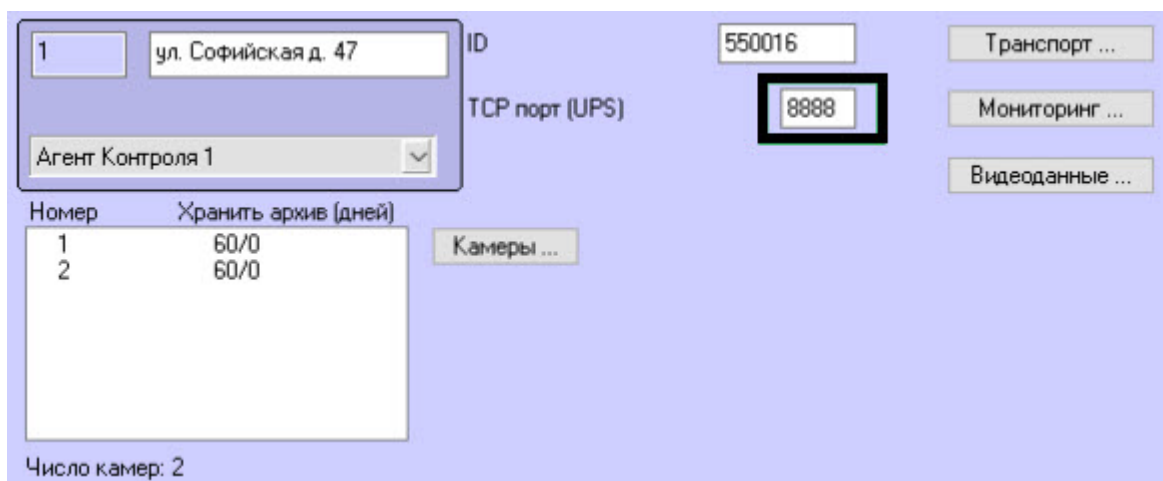 1 ул. Софийская д. 47 ID 550016 Транспорт ...
TCP порт (UPS) 8888 Мониторинг ...
Агент Контроля 1 Видеоданные ...
Номер Хранить архив (дней)
1 60/0 Камеры ...
2 60/0
Число камер: 2